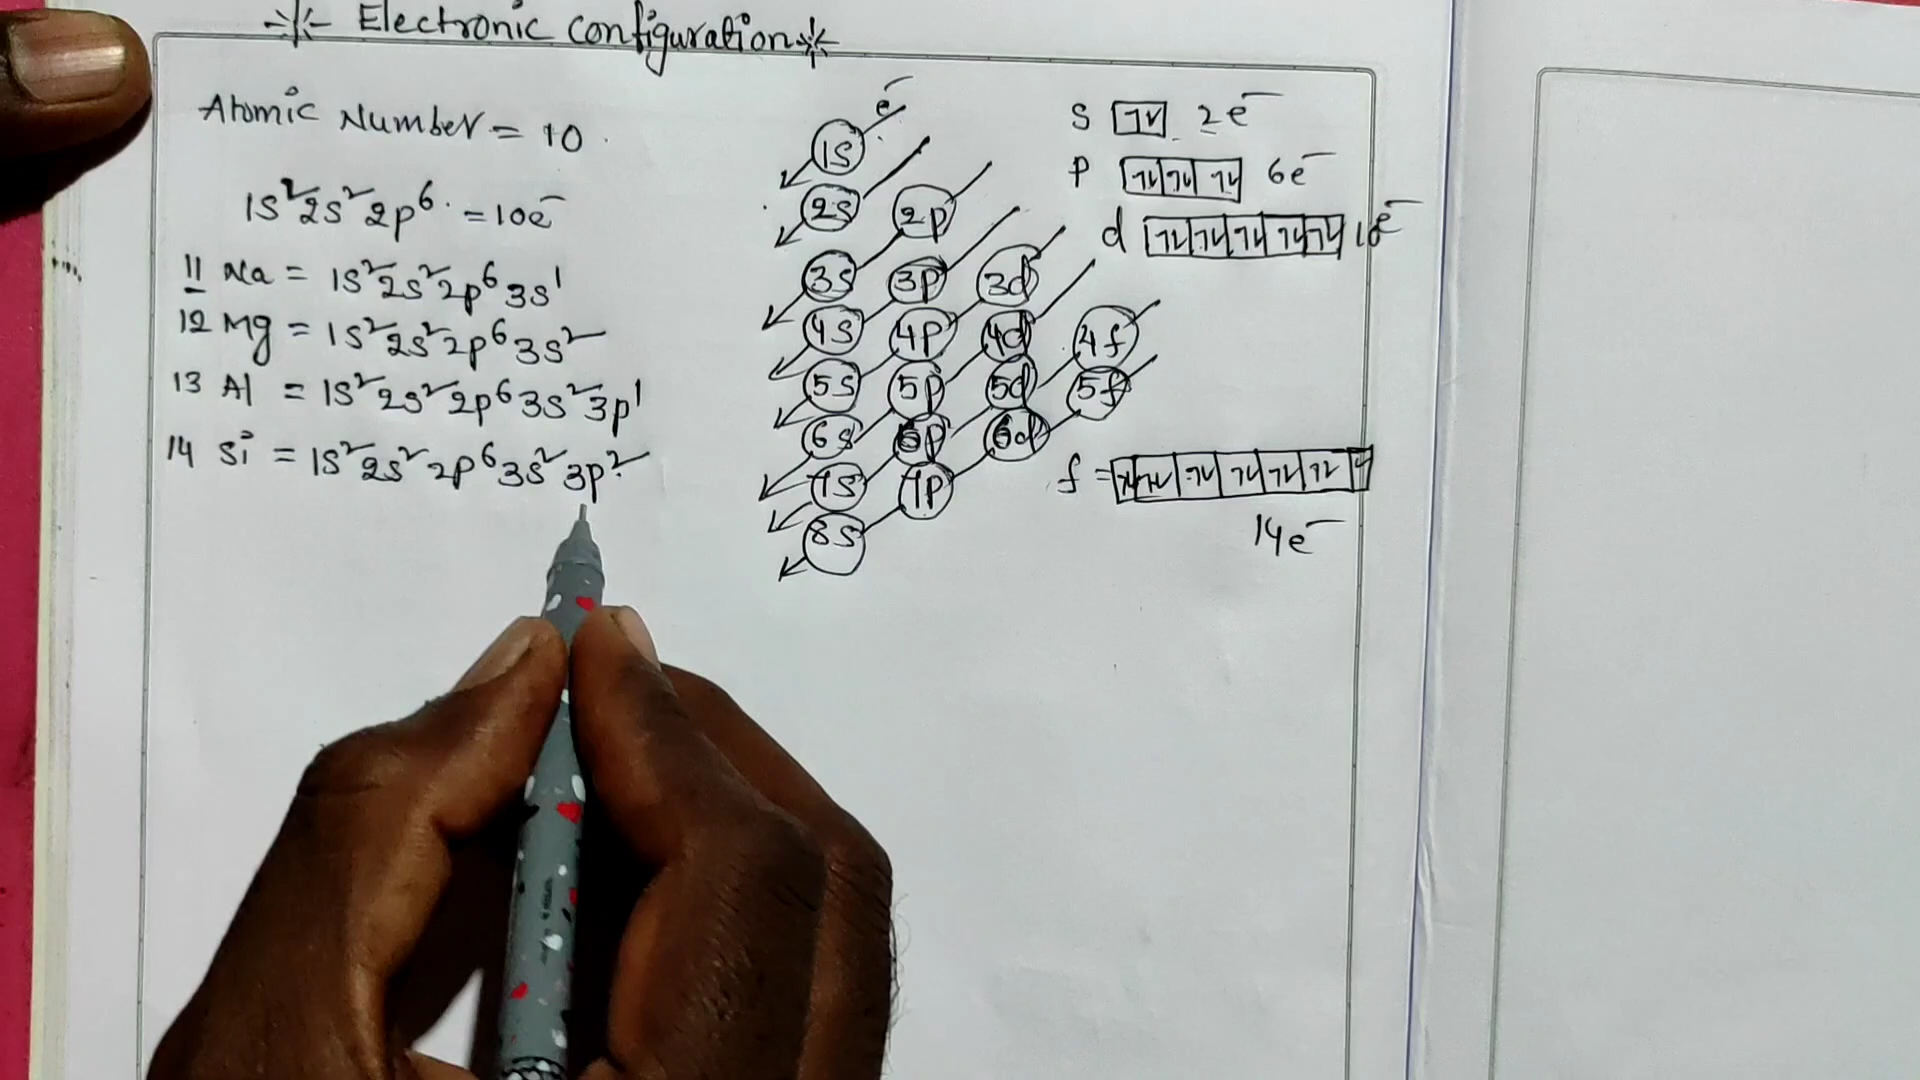 Electronic configuration
Atomic Number = 10
1s² 2s² 2p⁶ = 10e⁻
11 Na = 1s² 2s² 2p⁶ 3s¹
12 Mg = 1s² 2s² 2p⁶ 3s²
13 Al = 1s² 2s² 2p⁶ 3s² 3p¹
14 Si = 1s² 2s² 2p⁶ 3s² 3p²
e⁻
1s
2s 2p
3s 3p 3d
4s 4p 4d 4f
5s 5p 5d 5f
6s 6p 6d
7s 7p
8s
s 2e⁻
p 6e⁻
d 10e⁻
f =
14e⁻